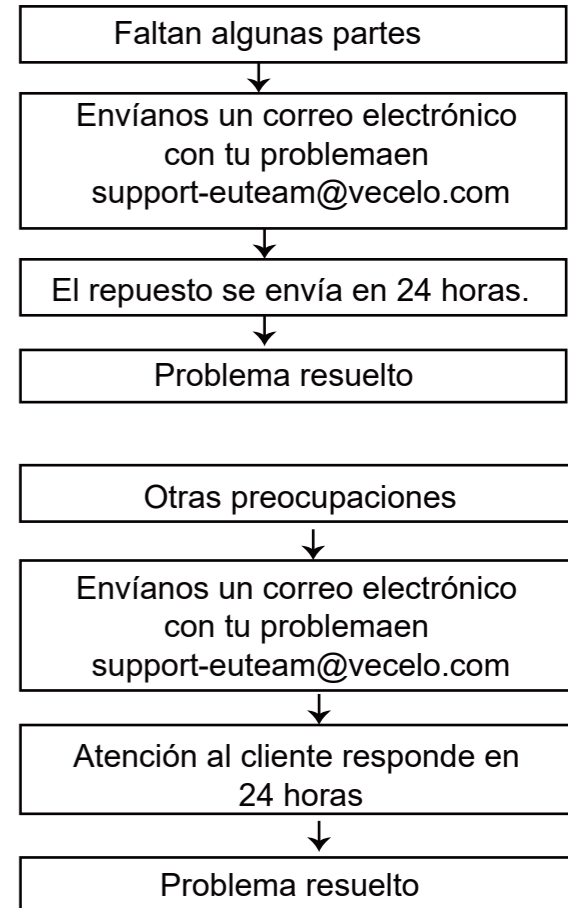 Faltan algunas partes
Envíanos un correo electrónico
con tu problemaen
support-euteam@vecelo.com
El repuesto se envía en 24 horas.
Problema resuelto
Otras preocupaciones
Envíanos un correo electrónico
con tu problemaen
support-euteam@vecelo.com
Atención al cliente responde en
24 horas
Problema resuelto